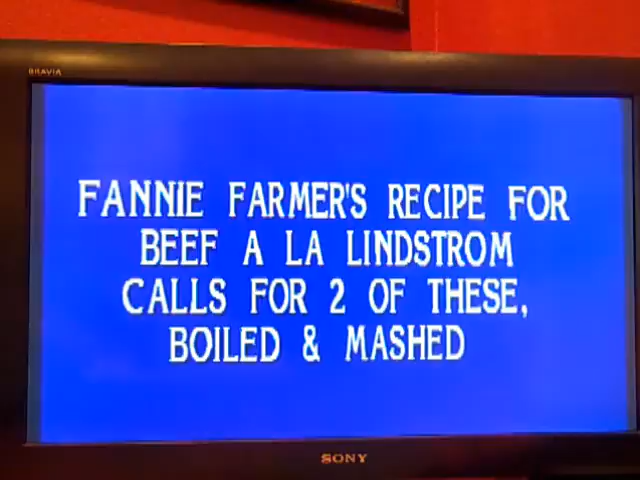 BRAVIA
FANNIE FARMER'S RECIPE FOR
BEEF A LA LINDSTROM
CALLS FOR 2 OF THESE,
BOILED & MASHED
SONY